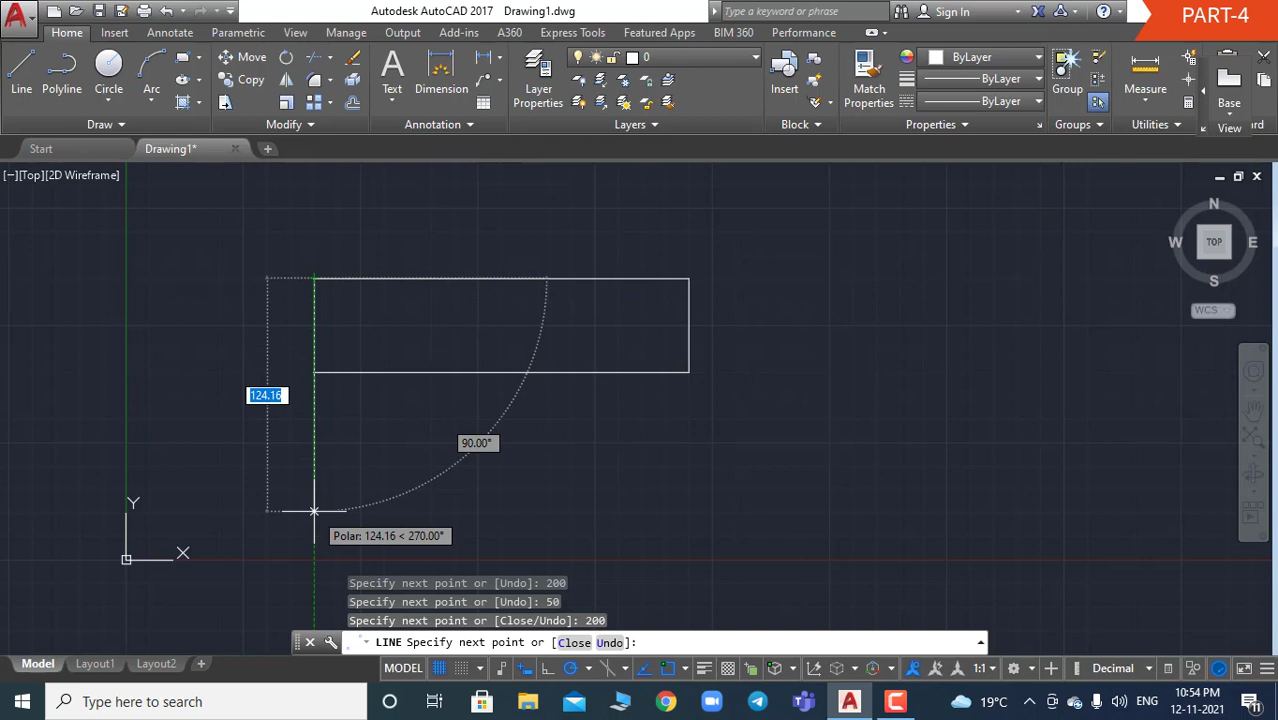 Autodesk AutoCAD 2017 Drawing1.dwg
Type a keyword or phrase
Sign In
PART-4
Home Insert Annotate Parametric View Manage Output Add-ins A360 Express Tools Featured Apps BIM 360 Performance
Line Polyline Circle Arc
Move
Copy
Text Dimension
Layer
Properties
0
Insert
Match
Properties
ByLayer
ByLayer
ByLayer
Group
Measure
Base
Draw Modify Annotation Layers Block Properties Groups Utilities View
Start Drawing1*
[−][Top][2D Wireframe]
N
W TOP E
S
WCS
124.16
90.00°
Y
X
Polar: 124.16 < 270.00°
Specify next point or [Undo]: 200
Specify next point or [Undo]: 50
Specify next point or [Close/Undo]: 200
LINE Specify next point or [Close Undo]:
Model Layout1 Layout2
MODEL
1:1
Decimal
Type here to search
19°C
ENG
10:54 PM
12-11-2021
11